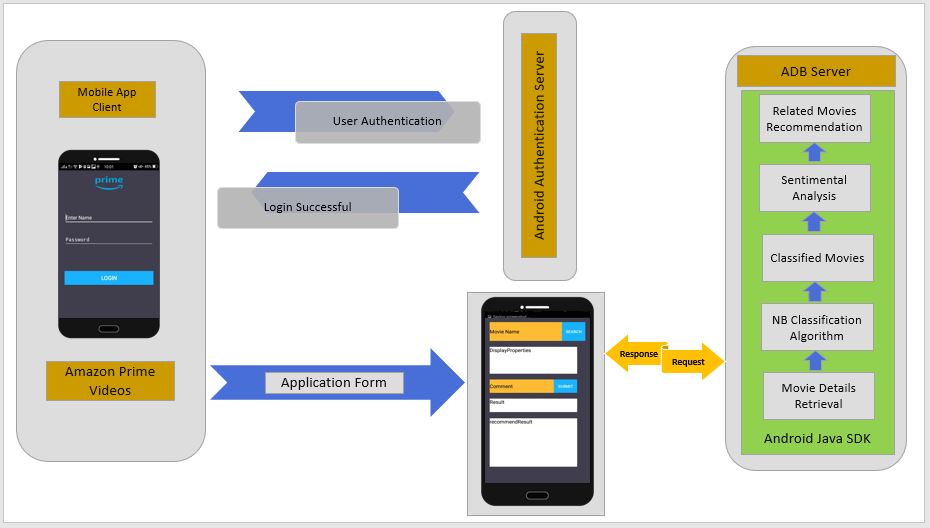 Mobile App
Client
prime
Enter Name
Password
LOGIN
Amazon Prime
Videos
User Authentication
Login Successful
Application Form
Android Authentication Server
Movie Name
SEARCH
DisplayProperties
Comment
SUBMIT
Result
recommendResult
Response
Request
ADB Server
Related Movies
Recommendation
Sentimental
Analysis
Classified Movies
NB Classification
Algorithm
Movie Details
Retrieval
Android Java SDK